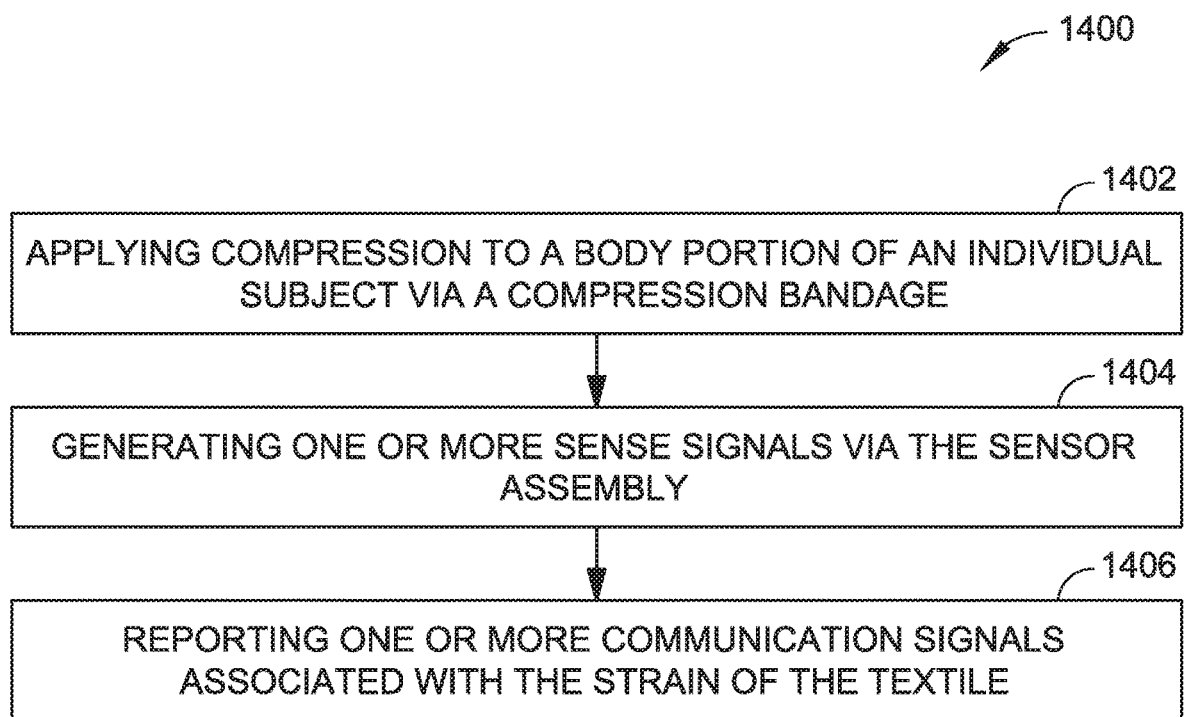 1400
1402
APPLYING COMPRESSION TO A BODY PORTION OF AN INDIVIDUAL
SUBJECT VIA A COMPRESSION BANDAGE
1404
GENERATING ONE OR MORE SENSE SIGNALS VIA THE SENSOR
ASSEMBLY
1406
REPORTING ONE OR MORE COMMUNICATION SIGNALS
ASSOCIATED WITH THE STRAIN OF THE TEXTILE